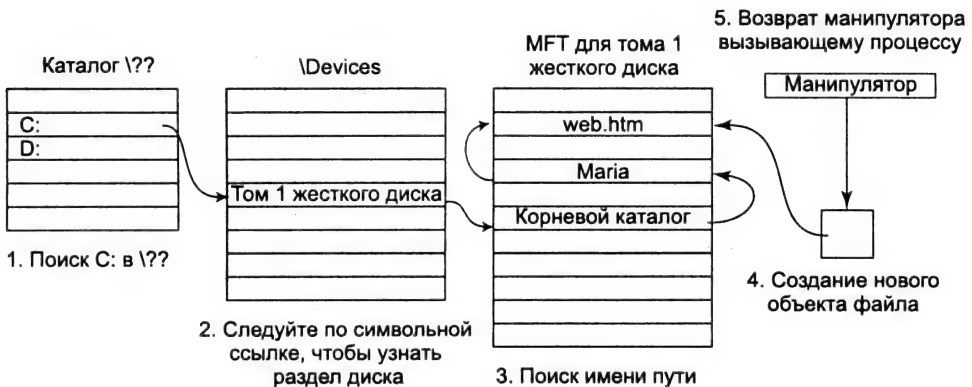 Каталог \??
C:
D:
1. Поиск C: в \??
\Devices
Том 1 жесткого диска
2. Следуйте по символьной
ссылке, чтобы узнать
раздел диска
MFT для тома 1
жесткого диска
web.htm
Maria
Корневой каталог
3. Поиск имени пути
5. Возврат манипулятора
вызывающему процессу
Манипулятор
4. Создание нового
объекта файла